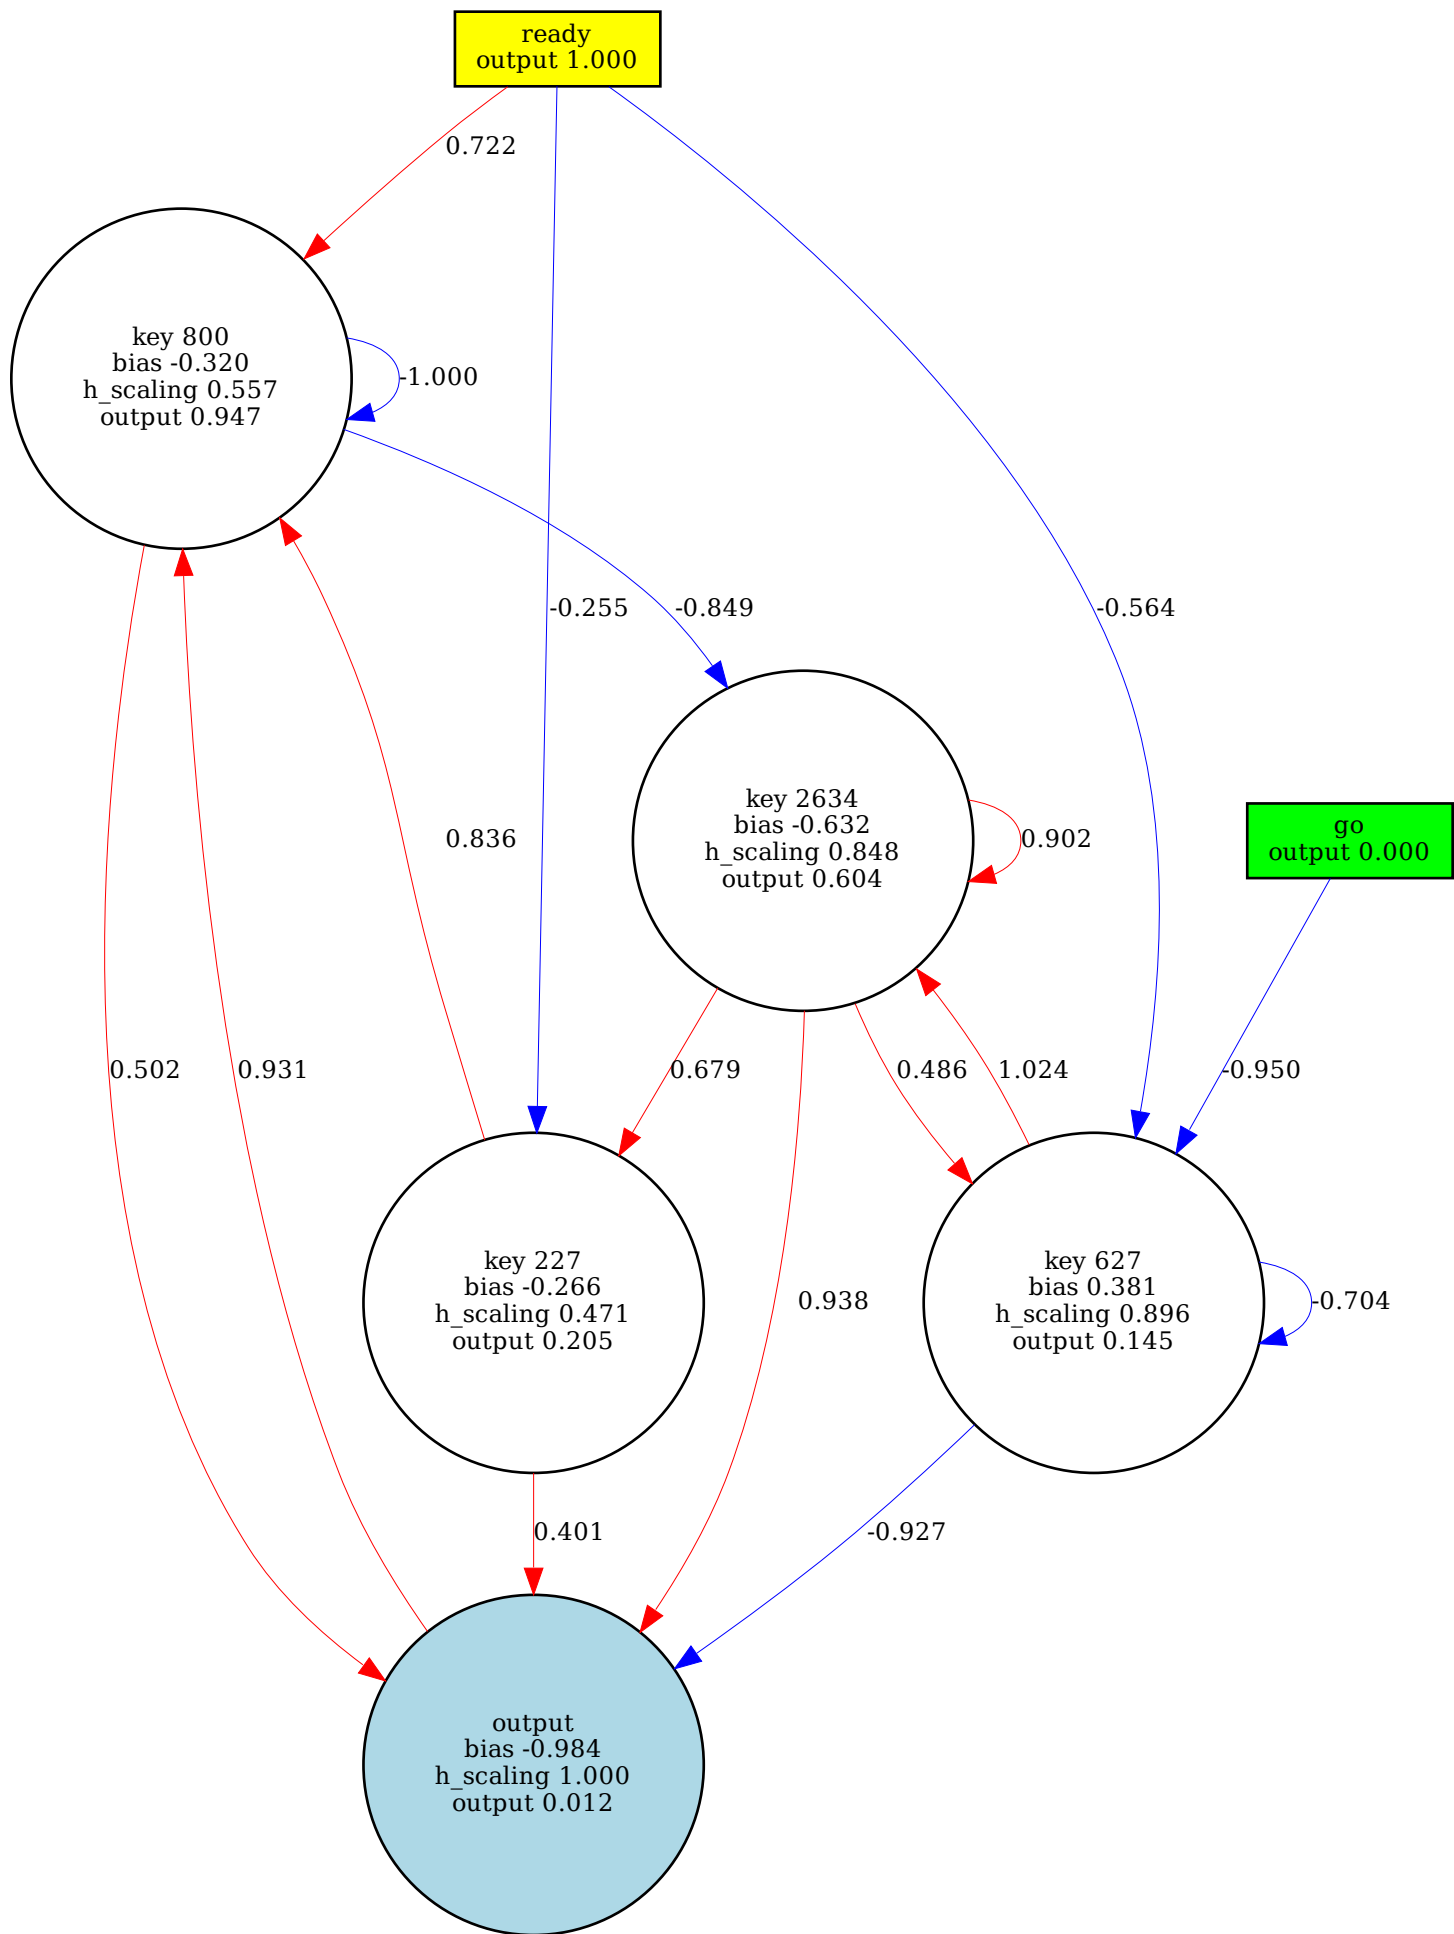 ready
output 1.000
0.722
key 800
bias -0.320
h_scaling 0.557
output 0.947
-1.000
-0.255
-0.849
-0.564
key 2634
bias -0.632
h_scaling 0.848
output 0.604
0.836
0.902
go
output 0.000
0.502
0.931
0.679
0.486
1.024
-0.950
key 227
bias -0.266
h_scaling 0.471
output 0.205
0.938
key 627
bias 0.381
h_scaling 0.896
output 0.145
-0.704
0.401
-0.927
output
bias -0.984
h_scaling 1.000
output 0.012